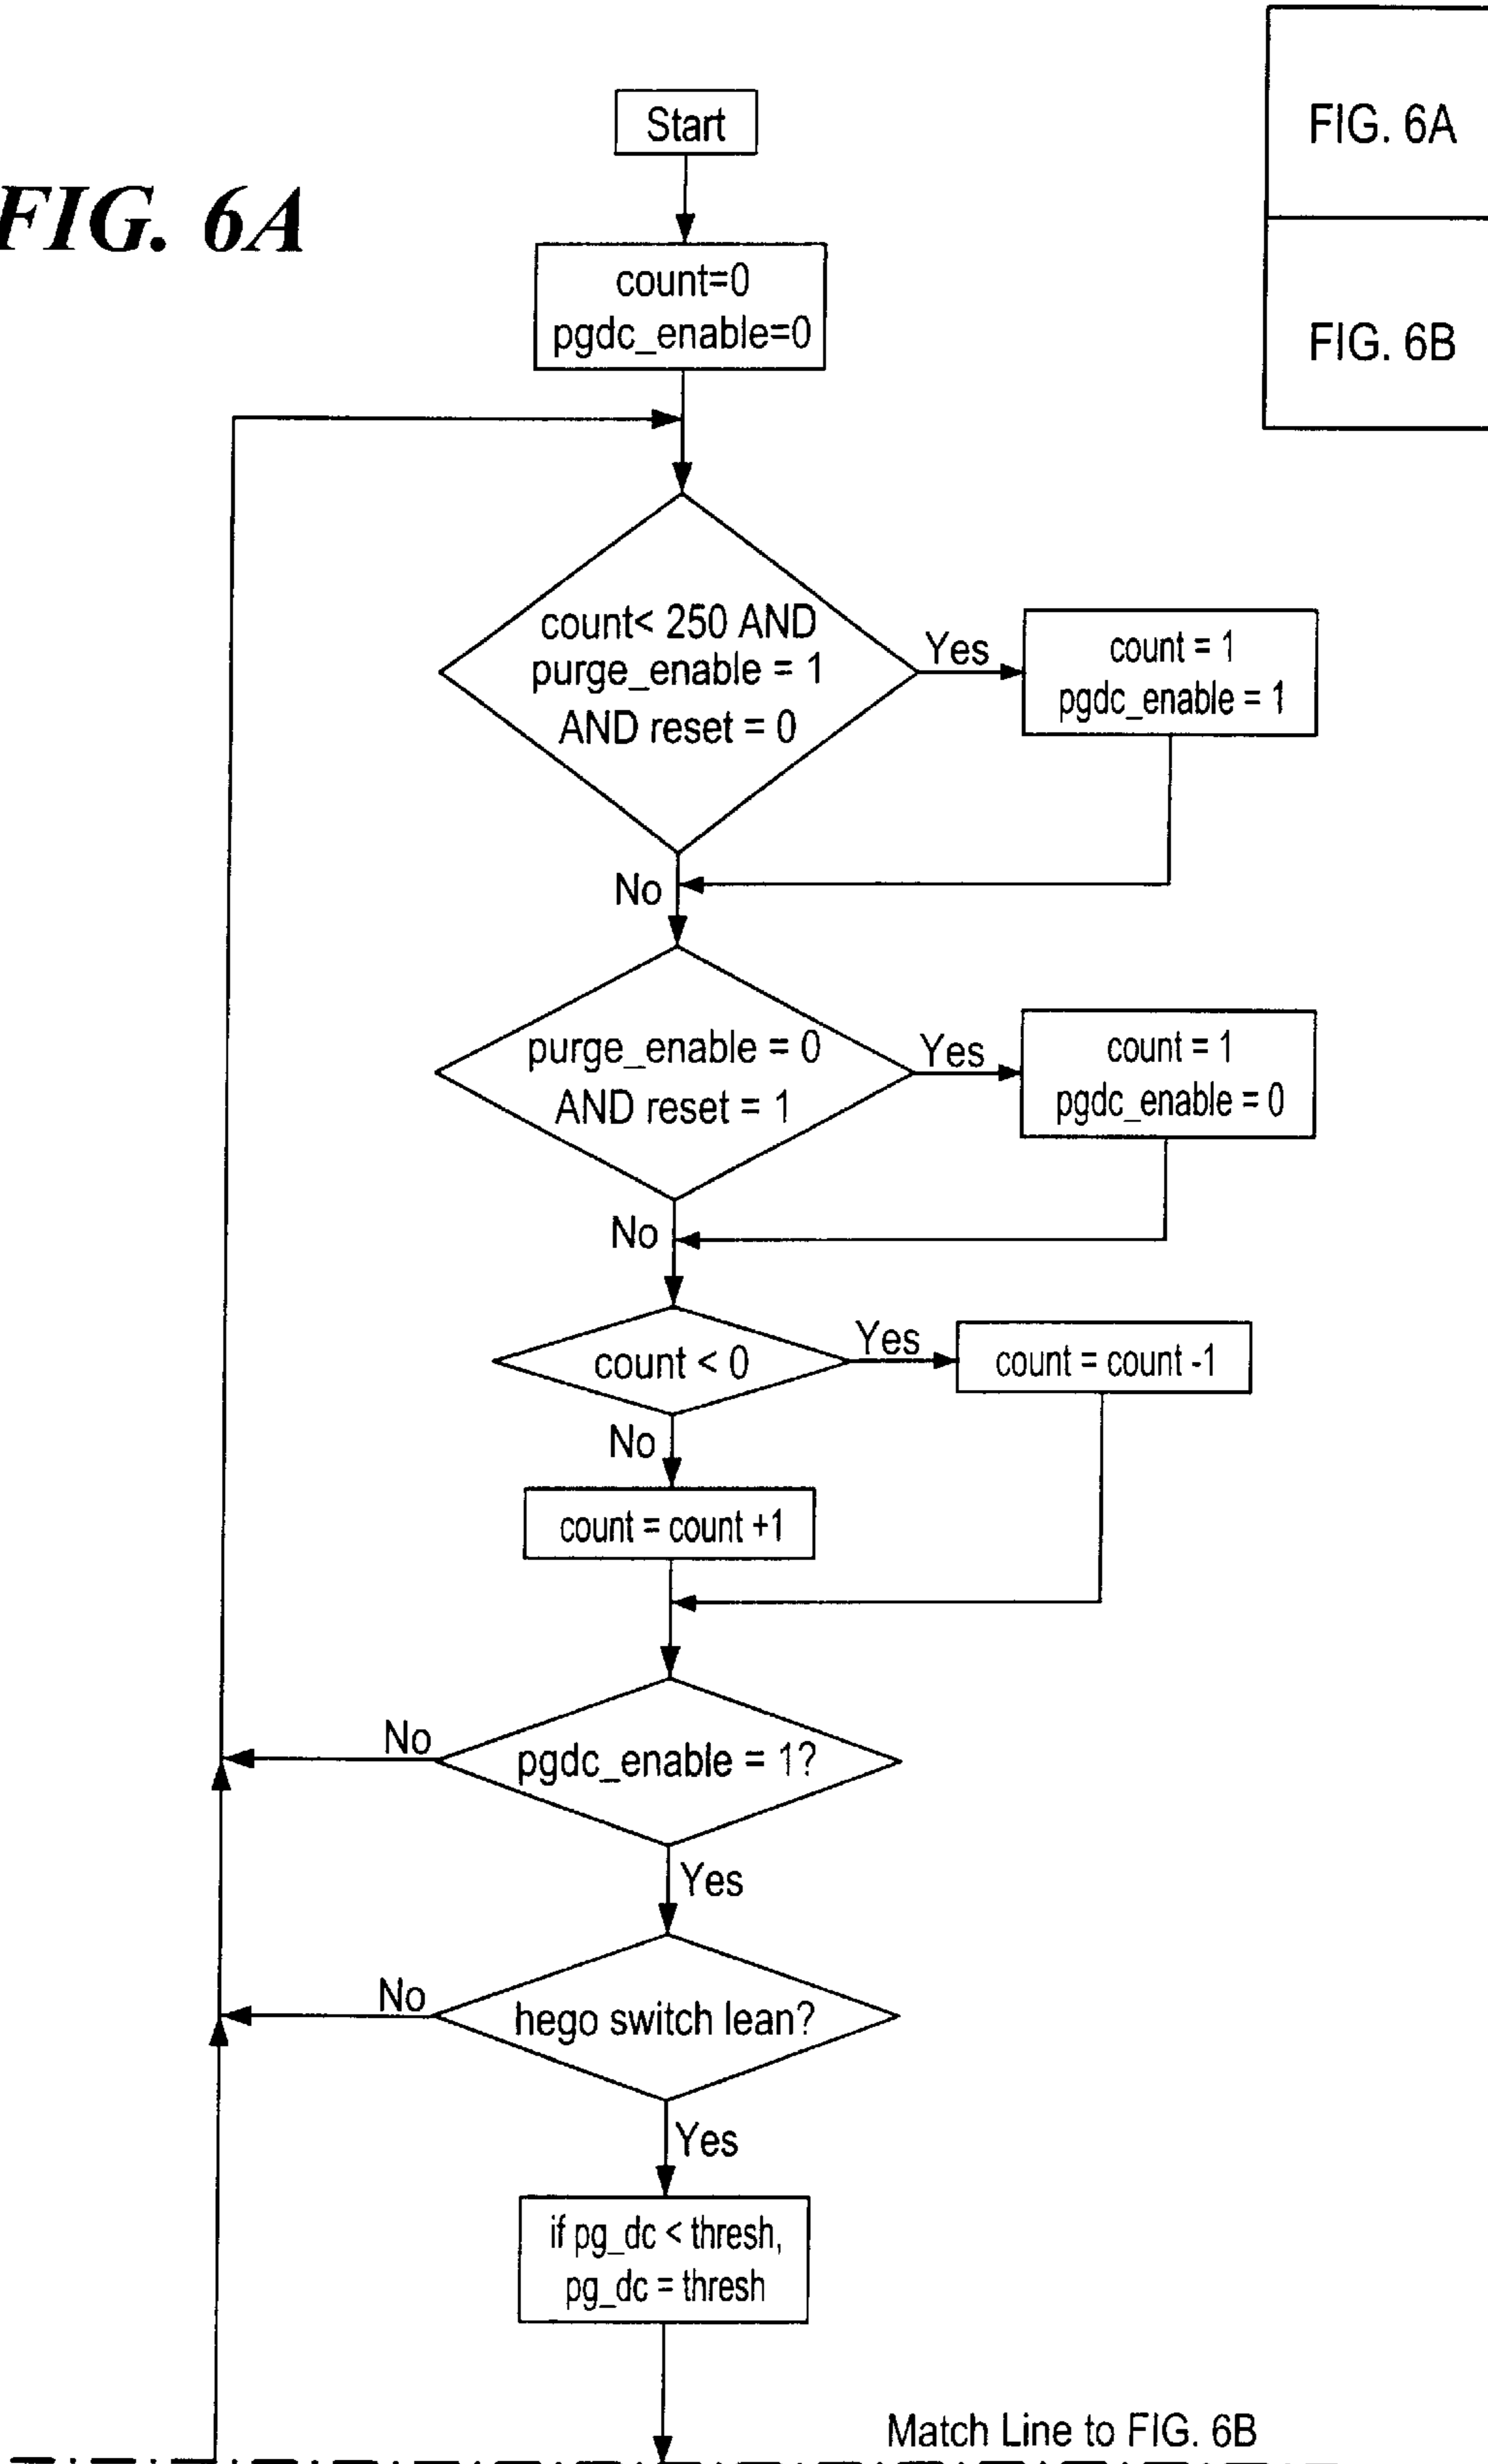 FIG. 6A
FIG. 6A
FIG. 6B
Start
count=0
pgdc_enable=0
count< 250 AND
purge_enable = 1
AND reset = 0
Yes
count = 1
pgdc_enable = 1
No
purge_enable = 0
AND reset = 1
Yes
count = 1
pgdc_enable = 0
No
count < 0
Yes
count = count -1
No
count = count +1
No
pgdc_enable = 1?
Yes
No
hego switch lean?
Yes
if pg_dc < thresh,
pg_dc = thresh
Match Line to FIG. 6B